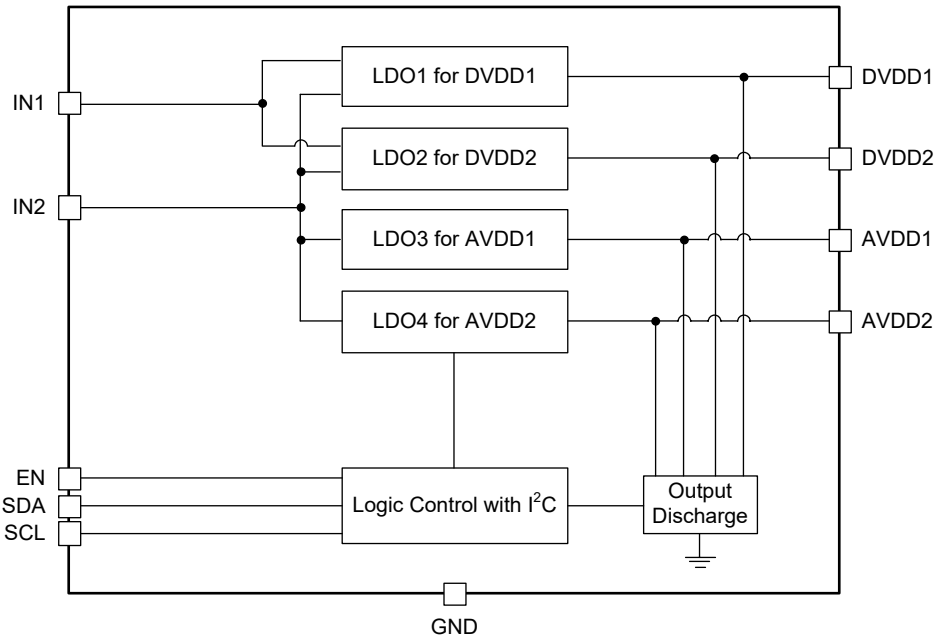 LDO1 for DVDD1
DVDD1
IN1
LDO2 for DVDD2
DVDD2
IN2
LDO3 for AVDD1
AVDD1
LDO4 for AVDD2
AVDD2
EN
SDA
SCL
Logic Control with I²C
Output
Discharge
GND